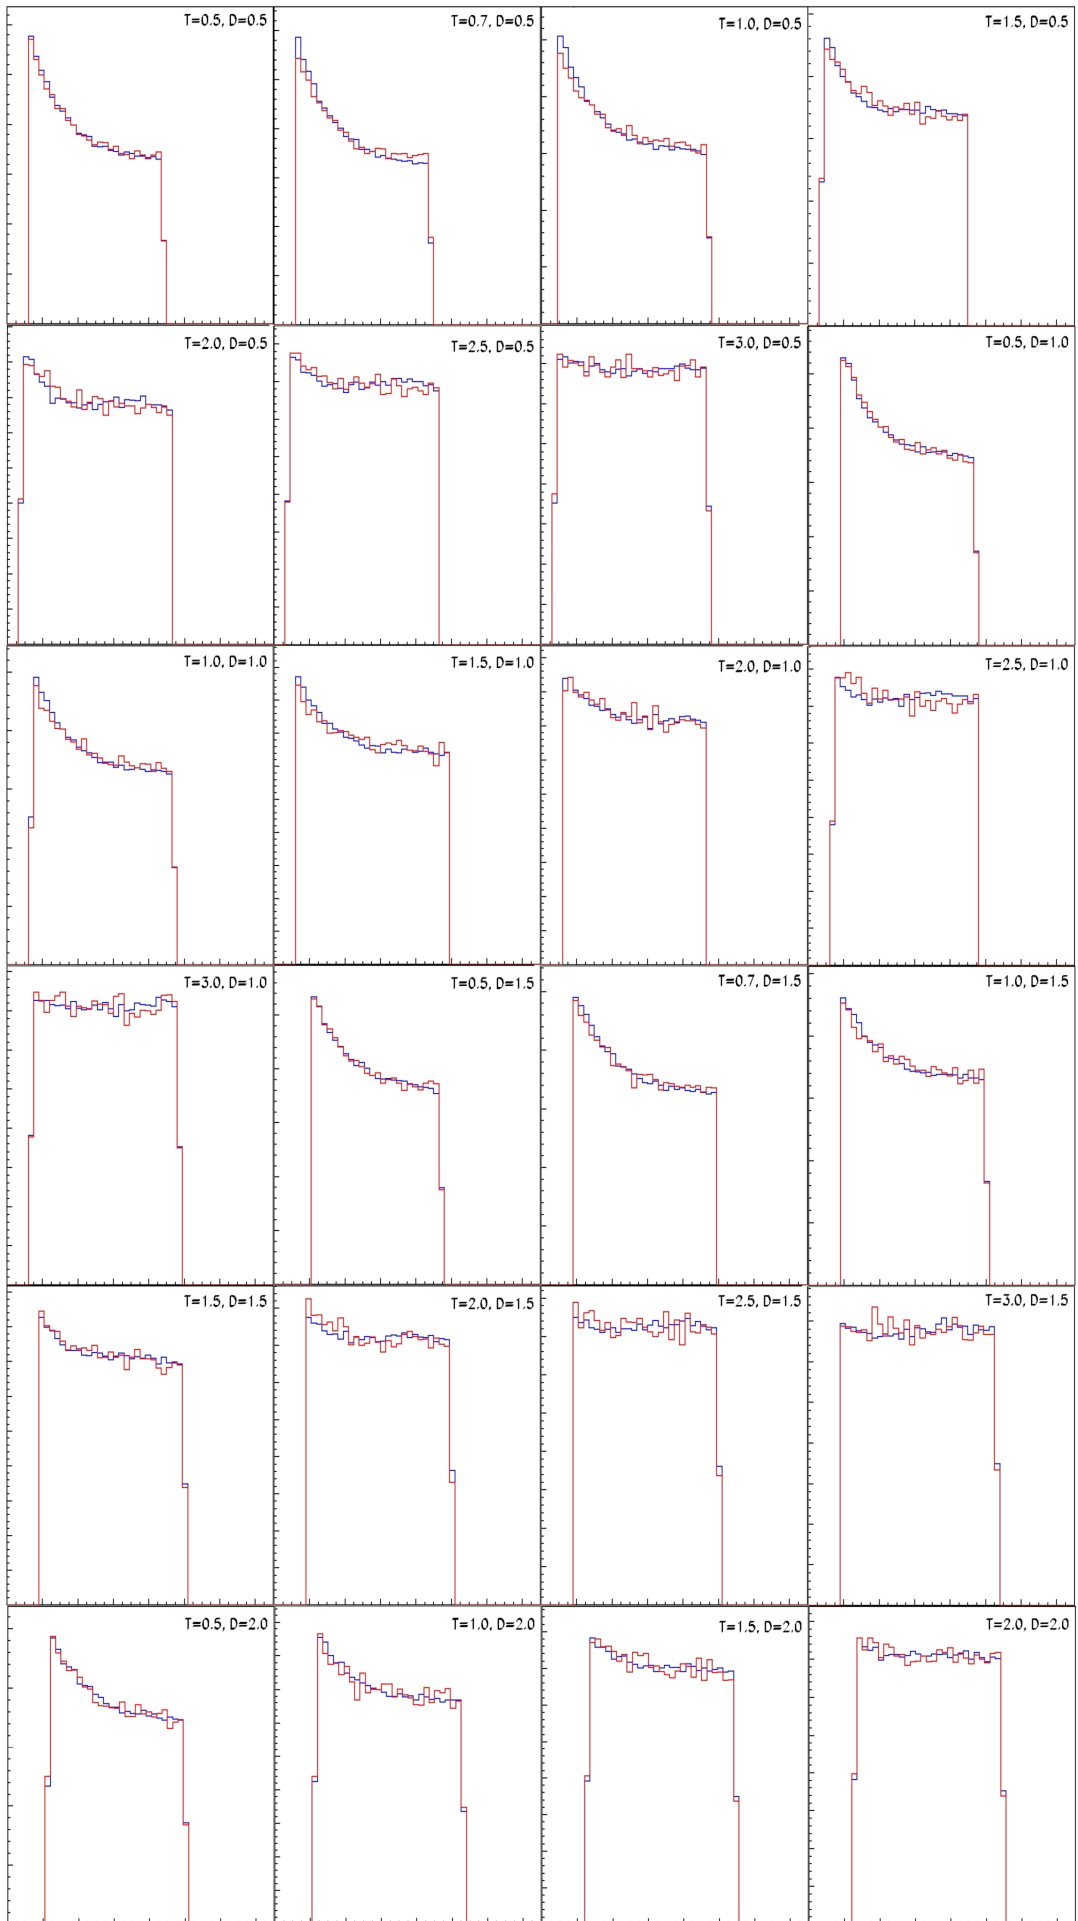 T=0.5, D=0.5
T=0.7, D=0.5
T=1.0, D=0.5
T=1.5, D=0.5
T=2.0, D=0.5
T=2.5, D=0.5
T=3.0, D=0.5
T=0.5, D=1.0
T=1.0, D=1.0
T=1.5, D=1.0
T=2.0, D=1.0
T=2.5, D=1.0
T=3.0, D=1.0
T=0.5, D=1.5
T=0.7, D=1.5
T=1.0, D=1.5
T=1.5, D=1.5
T=2.0, D=1.5
T=2.5, D=1.5
T=3.0, D=1.5
T=0.5, D=2.0
T=1.0, D=2.0
T=1.5, D=2.0
T=2.0, D=2.0